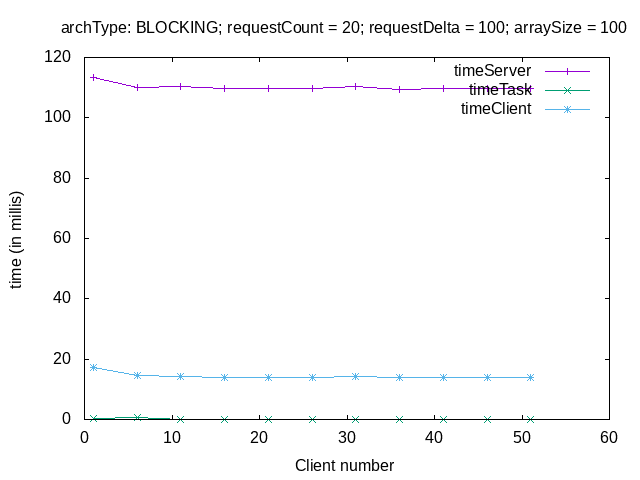 archType: BLOCKING; requestCount = 20; requestDelta = 100; arraySize = 100
120
100
80
60
40
20
0
0 10 20 30 40 50 60
time (in millis)
Client number
timeServer
timeTask
timeClient